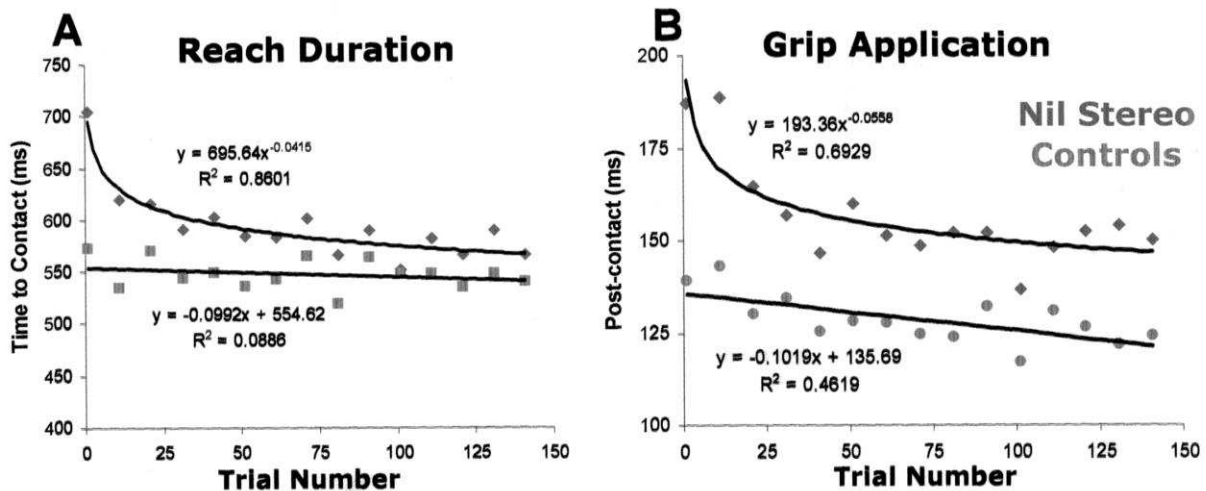 A
Reach Duration
750
700
650
600
550
500
450
400
Time to Contact (ms)
y = 695.64x^-0.0415
R² = 0.8601
y = -0.0992x + 554.62
R² = 0.0886
0 25 50 75 100 125 150
Trial Number
B
Grip Application
200
175
150
125
100
Post-contact (ms)
y = 193.36x^-0.0558
R² = 0.6929
Nil Stereo
Controls
y = -0.1019x + 135.69
R² = 0.4619
0 25 50 75 100 125 150
Trial Number